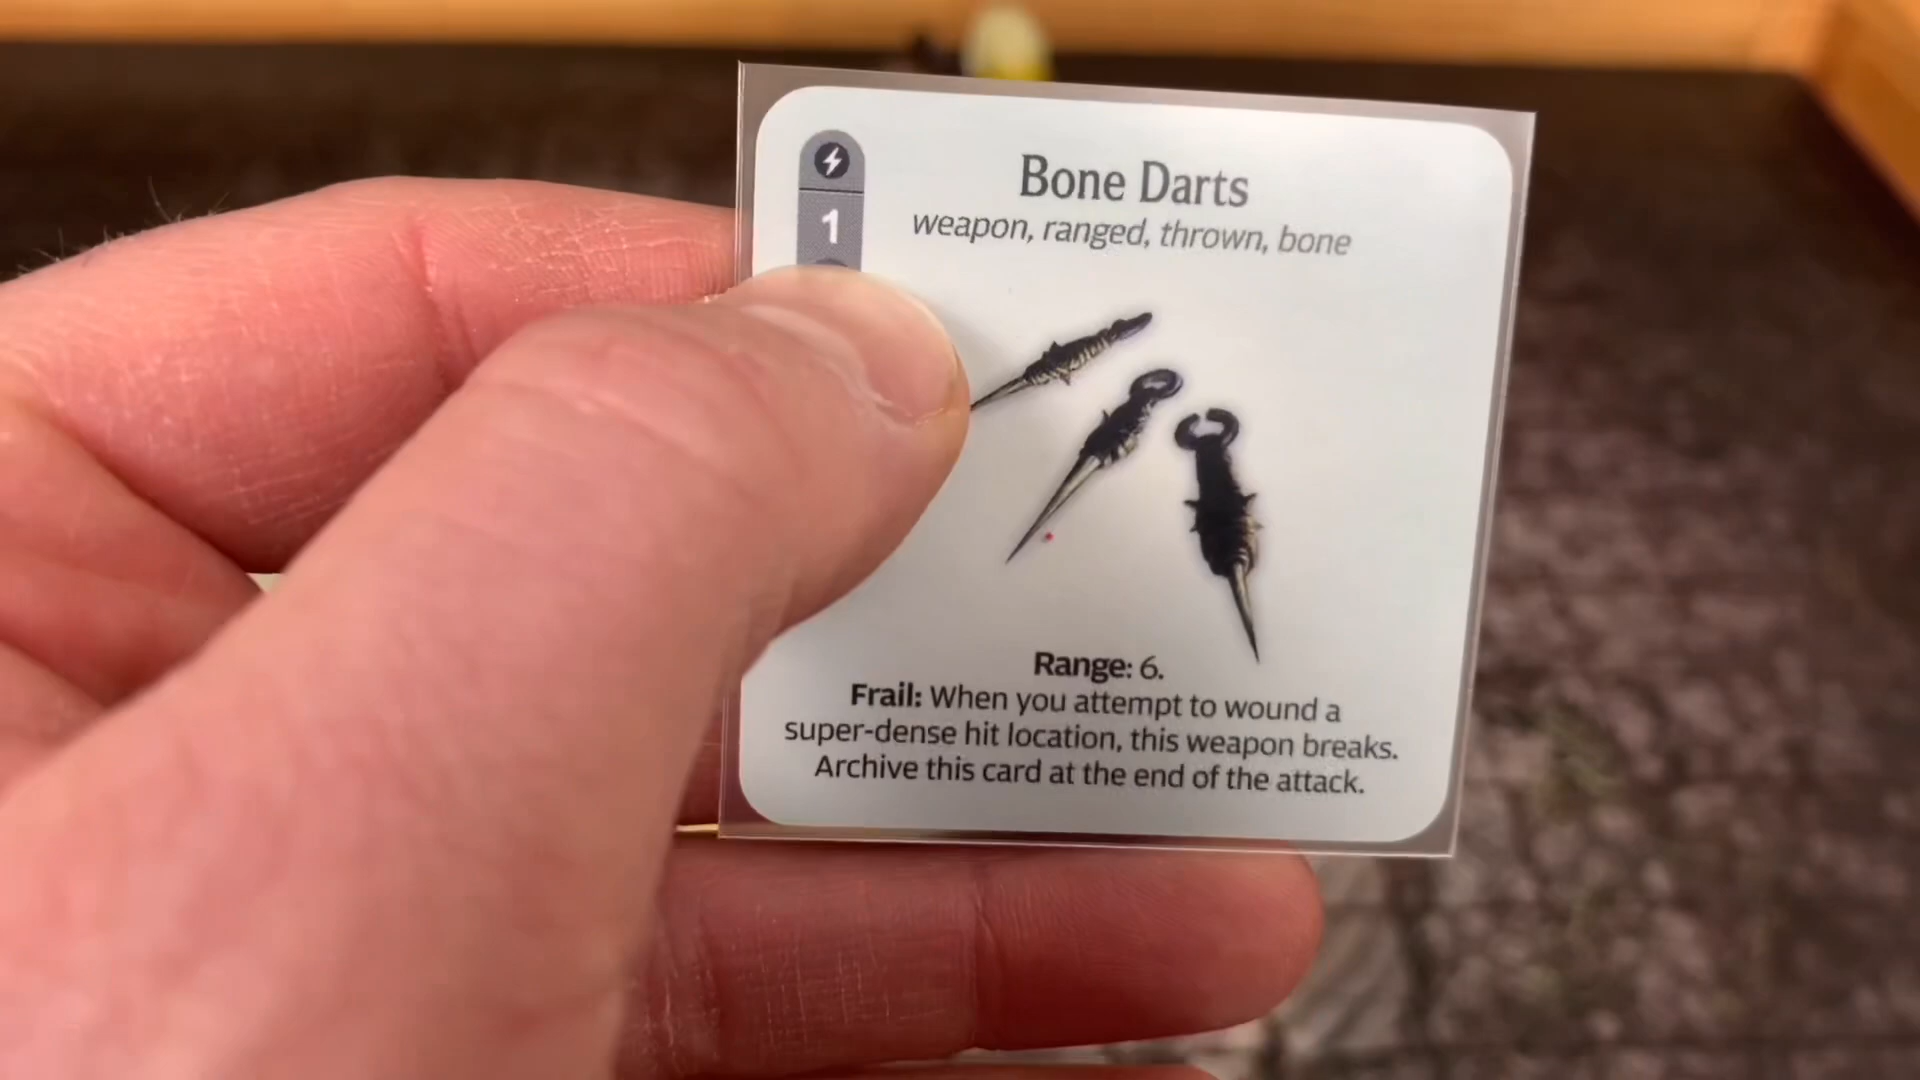 1
Bone Darts
weapon, ranged, thrown, bone
Range: 6.
Frail: When you attempt to wound a
super-dense hit location, this weapon breaks.
Archive this card at the end of the attack.